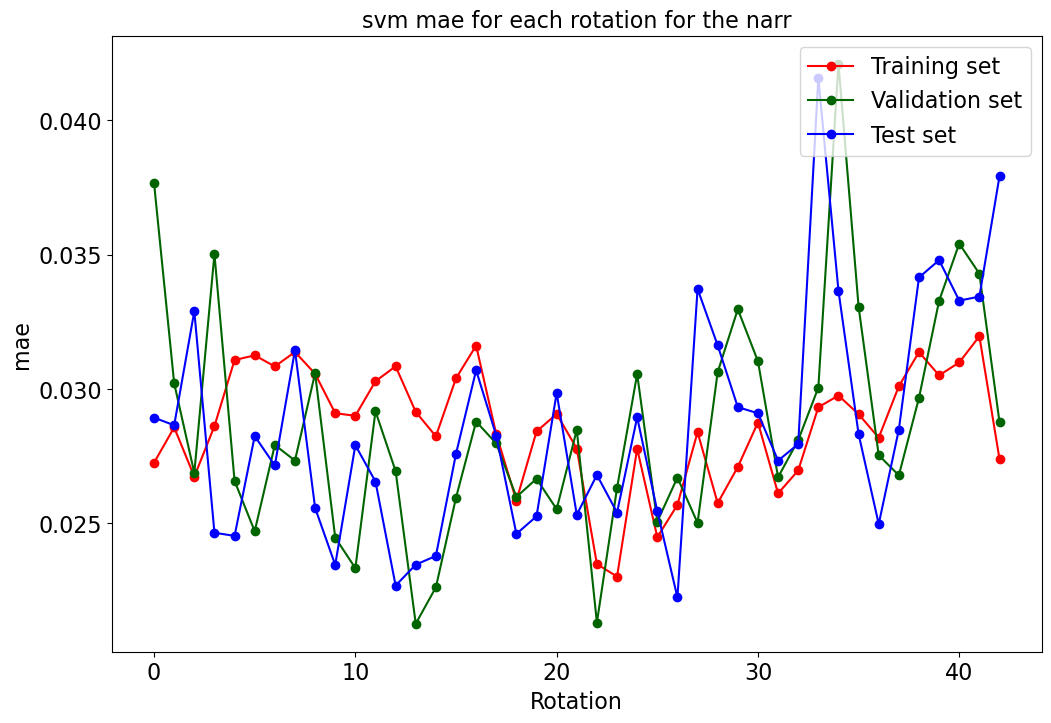 svm mae for each rotation for the narr
Training set
Validation set
Test set
0.040
0.035
0.030
0.025
mae
0
10
20
30
40
Rotation